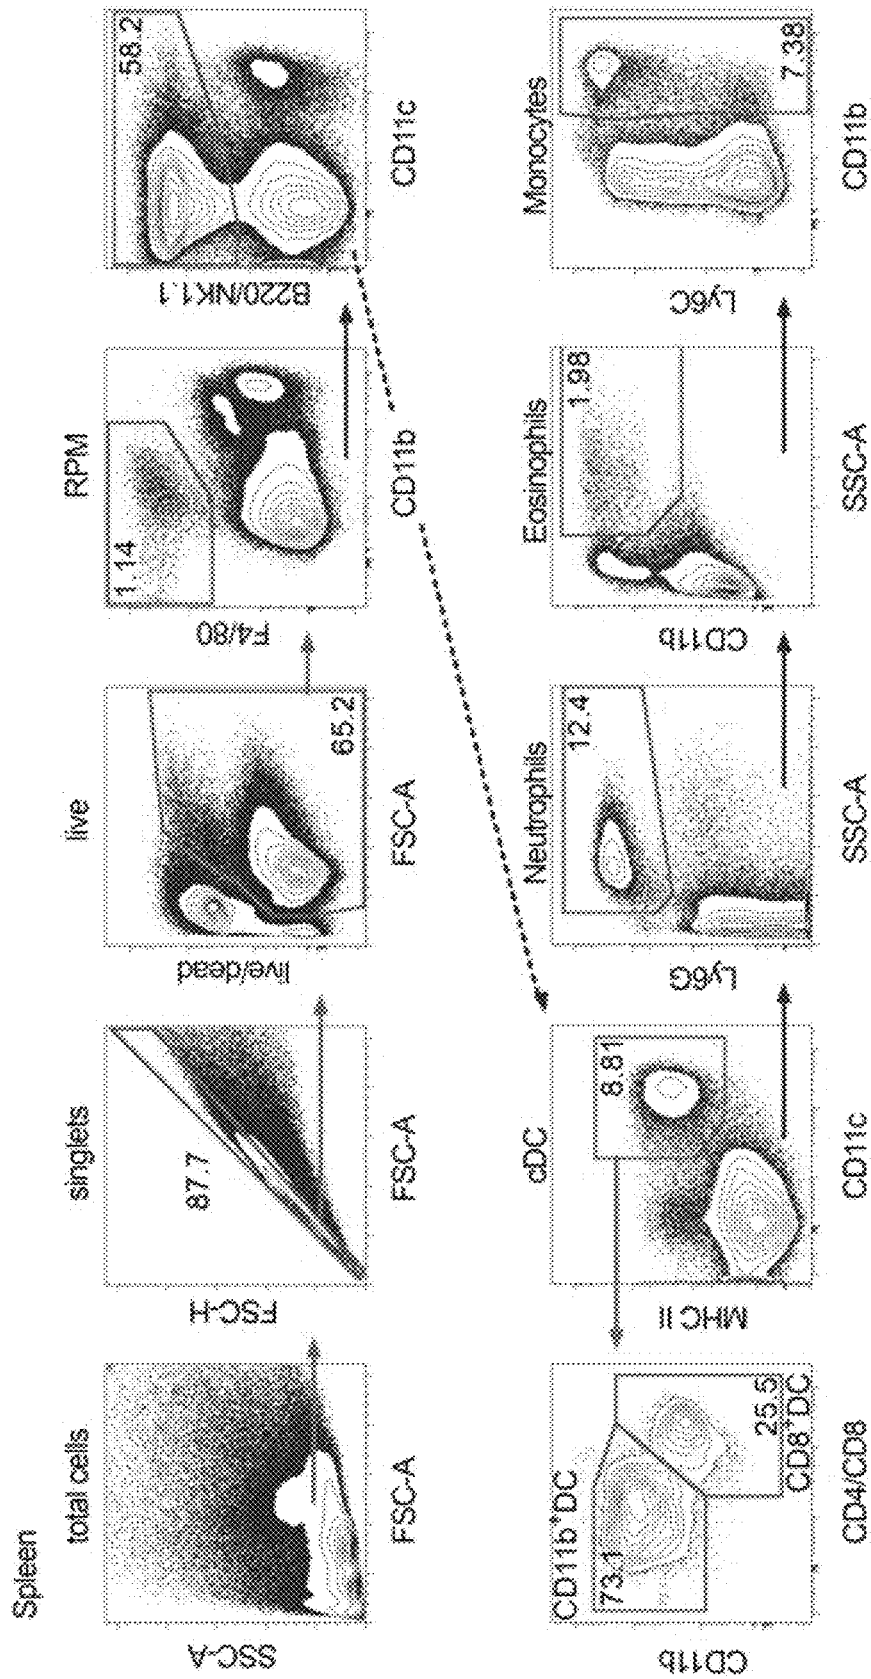 Spleen
total cells
SSC-A
FSC-A
singlets
87.7
FSC-H
FSC-A
live
65.2
live/dead
FSC-A
RPM
1.14
F4/80
CD11b
58.2
B220/NK1.1
CD11c
CD11b⁺DC
73.1
25.5
CD8⁺DC
CD11b
CD4/CD8
cDC
8.81
MHC II
CD11c
Neutrophils
12.4
Ly6G
SSC-A
Eosinophils
1.98
CD11b
SSC-A
Monocytes
7.38
Ly6C
CD11b